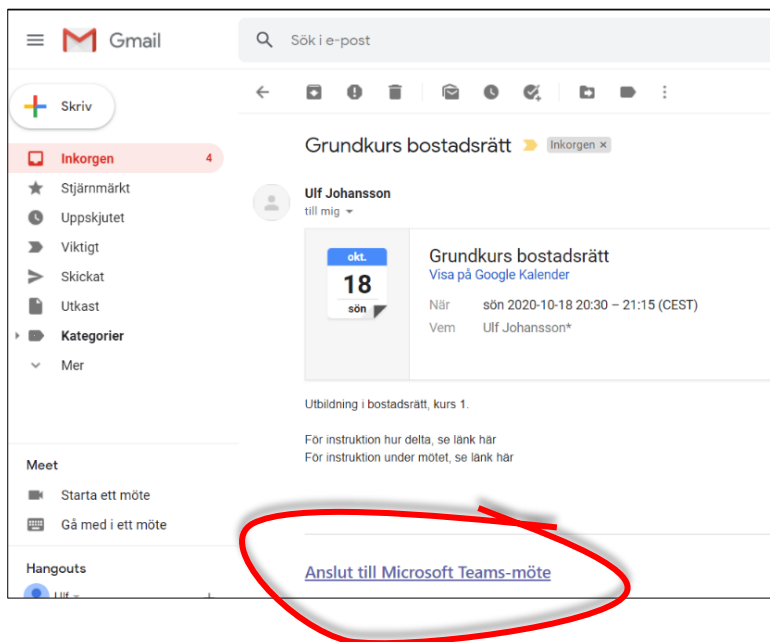 Gmail
Sök i e-post
Skriv
Inkorgen 4
Stjärnmärkt
Uppskjutet
Viktigt
Skickat
Utkast
Kategorier
Mer
Meet
Starta ett möte
Gå med i ett möte
Hangouts
Grundkurs bostadsrätt Inkorgen ×
Ulf Johansson
till mig
okt.
18
sön
Grundkurs bostadsrätt
Visa på Google Kalender
När sön 2020-10-18 20:30 – 21:15 (CEST)
Vem Ulf Johansson*
Utbildning i bostadsrätt, kurs 1.
För instruktion hur delta, se länk här
För instruktion under mötet, se länk här
Anslut till Microsoft Teams-möte